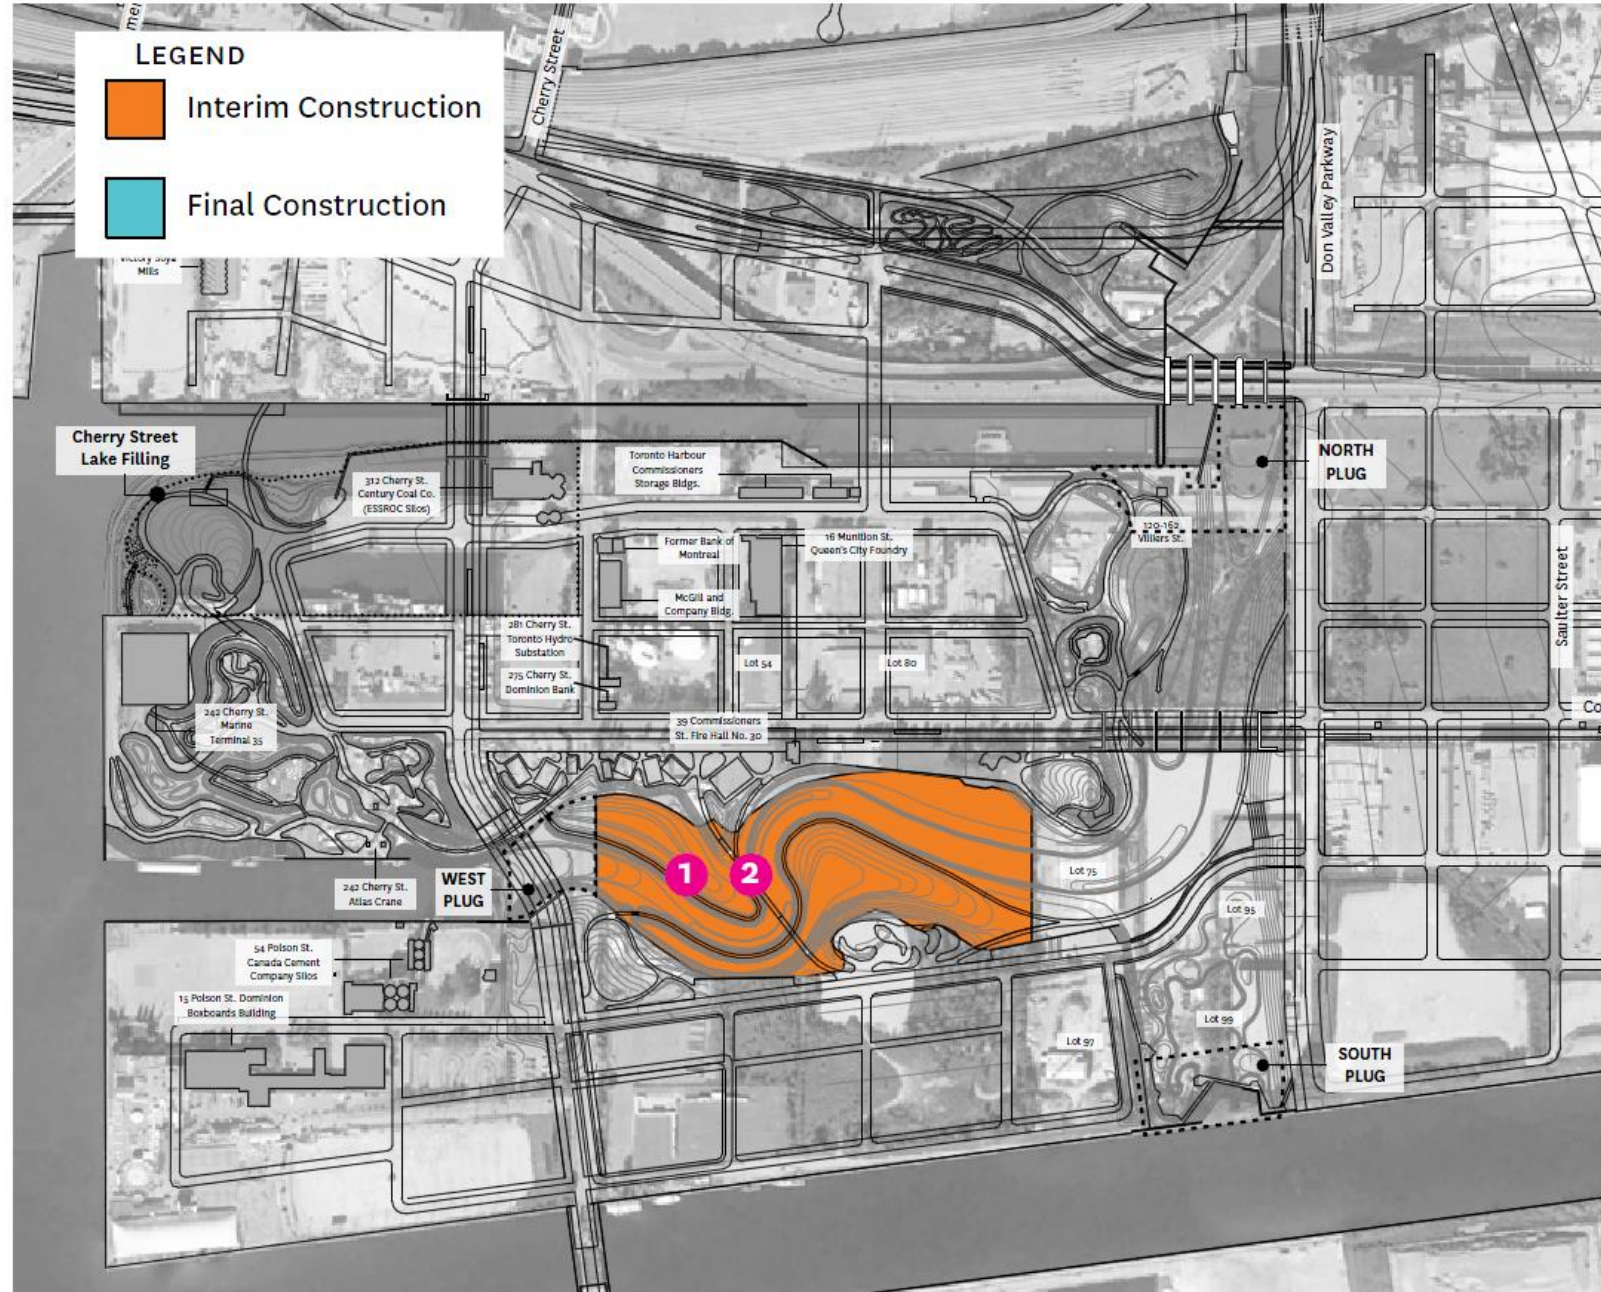 Cherry Street
LEGEND
Interim Construction
Final Construction
Mills
Don Valley Parkway
Cherry Street
Lake Filling
312 Cherry St.
Century Coal Co.
(ESSROC Silos)
Toronto Harbour
Commissioners
Storage Bldgs.
NORTH
PLUG
120-162
Villiers St.
Former Bank of
Montreal
16 Munition St.
Queen's City Foundry
McGill and
Company Bldg.
Saulter Street
281 Cherry St.
Toronto Hydro
Substation
275 Cherry St.
Dominion Bank
Lot 54
Lot 80
242 Cherry St.
Marine
Terminal 35
39 Commissioners
St. Fire Hall No. 30
Co
1
2
Lot 75
WEST
PLUG
242 Cherry St.
Atlas Crane
Lot 95
54 Polson St.
Canada Cement
Company Silos
15 Polson St. Dominion
Boxboards Building
Lot 99
Lot 97
SOUTH
PLUG